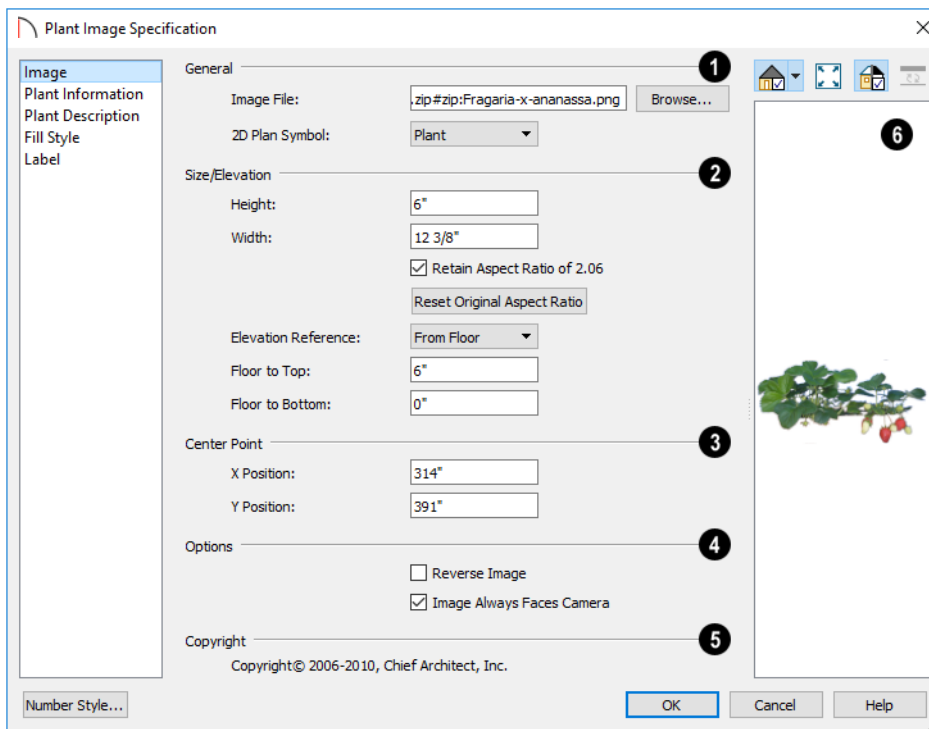 Plant Image Specification
Image
Plant Information
Plant Description
Fill Style
Label
General
1
Image File:
.zip#zip:Fragaria-x-ananassa.png
Browse...
2D Plan Symbol:
Plant
Size/Elevation
2
Height:
6"
Width:
12 3/8"
Retain Aspect Ratio of 2.06
Reset Original Aspect Ratio
Elevation Reference:
From Floor
Floor to Top:
6"
Floor to Bottom:
0"
Center Point
3
X Position:
314"
Y Position:
391"
Options
4
Reverse Image
Image Always Faces Camera
Copyright
5
Copyright© 2006-2010, Chief Architect, Inc.
6
Number Style...
OK
Cancel
Help